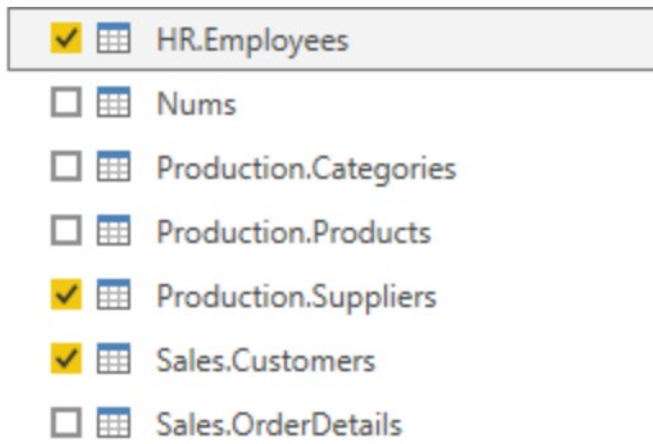 HR.Employees
Nums
Production.Categories
Production.Products
Production.Suppliers
Sales.Customers
Sales.OrderDetails